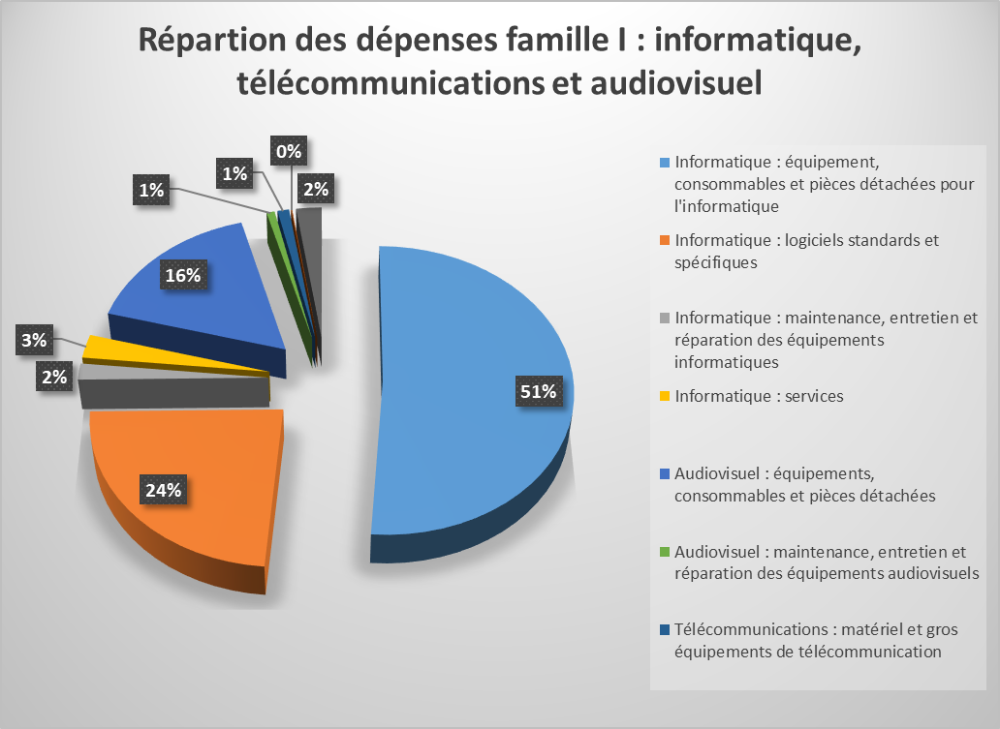 Répartion des dépenses famille I : informatique,
télécommunications et audiovisuel
0%
1%
1%
2%
16%
3%
2%
51%
24%
Informatique : équipement,
consommables et pièces détachées pour
l'informatique
Informatique : logiciels standards et
spécifiques
Informatique : maintenance, entretien et
réparation des équipements
informatiques
Informatique : services
Audiovisuel : équipements,
consommables et pièces détachées
Audiovisuel : maintenance, entretien et
réparation des équipements audiovisuels
Télécommunications : matériel et gros
équipements de télécommunication